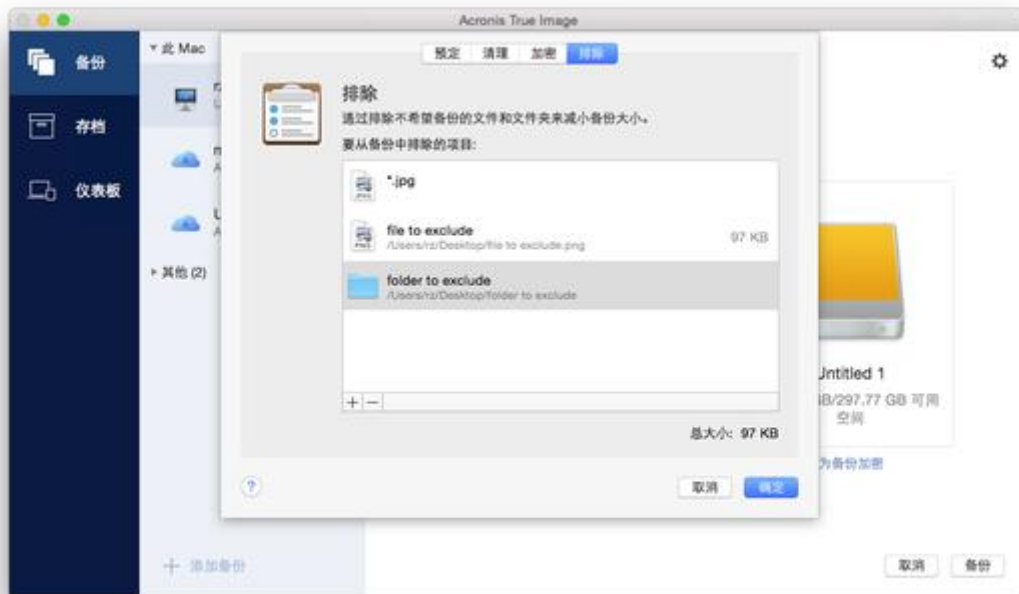 Acronis True Image
备份
存档
仪表板
此 Mac
其他 (2)
添加备份
预定
清理
加密
排除
排除
通过排除不希望备份的文件和文件夹来减小备份大小。
要从备份中排除的项目:
*.jpg
file to exclude
/Users/rz/Desktop/file to exclude.png
97 KB
folder to exclude
/Users/rz/Desktop/folder to exclude
+ −
总大小: 97 KB
?
取消
确定
Untitled 1
GB/297.77 GB 可用
空间
为备份加密
取消
备份